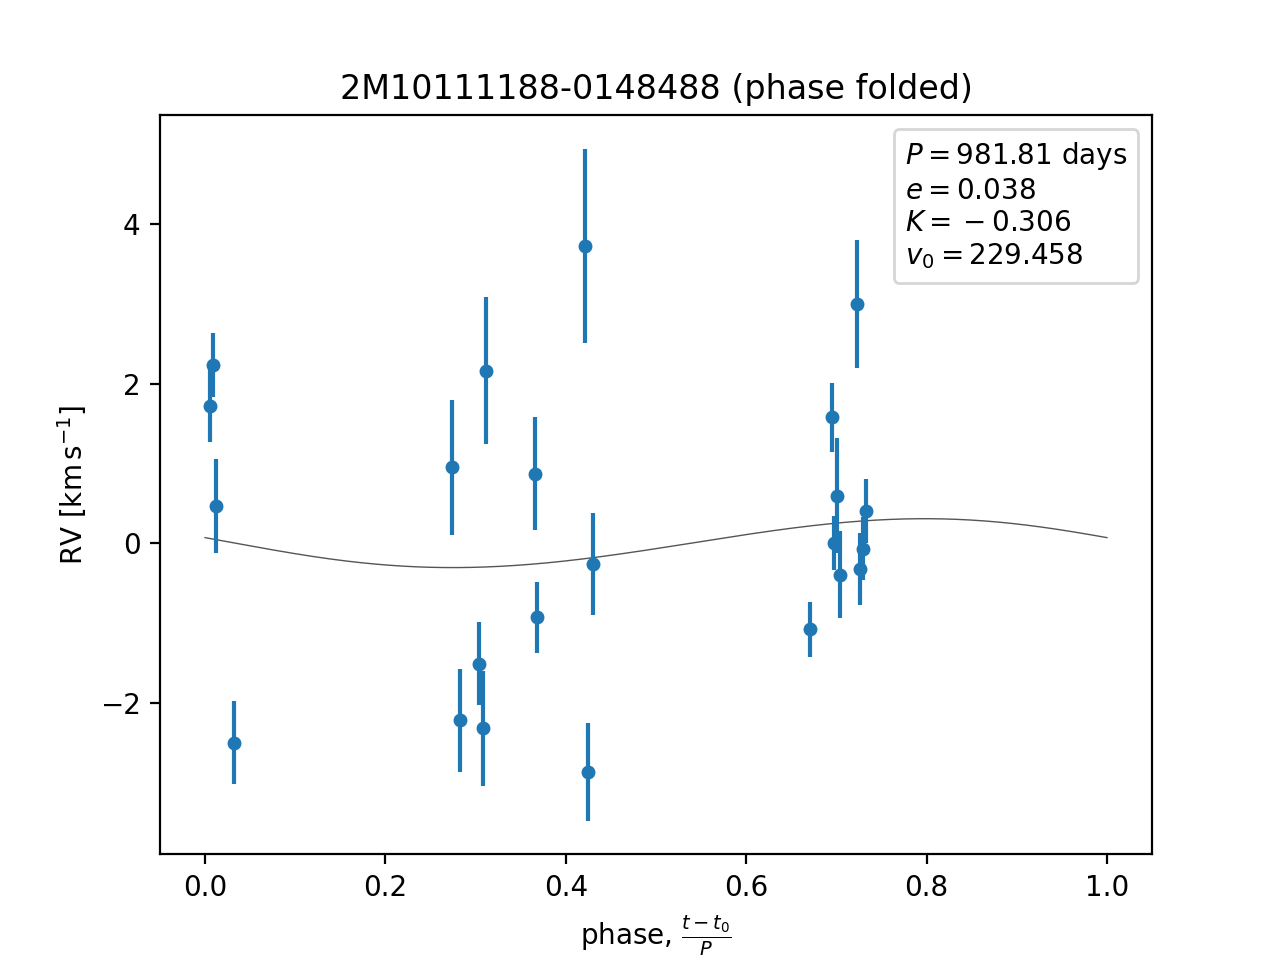 2M10111188-0148488 (phase folded)
P = 981.81 days
e = 0.038
K = −0.306
v₀ = 229.458
RV [km s⁻¹]
4
2
0
−2
0.0 0.2 0.4 0.6 0.8 1.0
phase, (t − t₀)/P